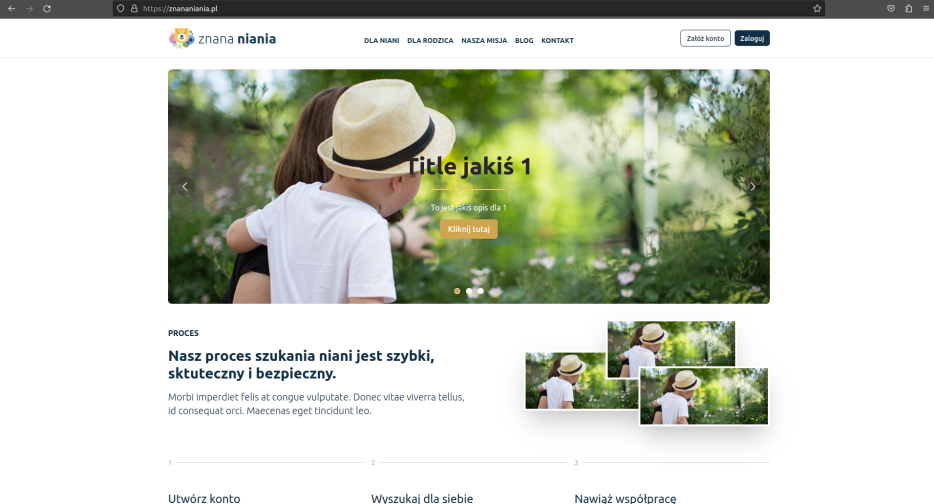 https://znananiania.pl
znana niania
DLA NIANI DLA RODZICA NASZA MISJA BLOG KONTAKT
Załóż konto Zaloguj
Title jakiś 1
To jest jakiś opis dla 1
Kliknij tutaj
PROCES
Nasz proces szukania niani jest szybki,
sktuteczny i bezpieczny.
Morbi imperdiet felis at congue vulputate. Donec vitae viverra tellus,
id consequat orci. Maecenas eget tincidunt leo.
1 2 3
Utwórz konto Wyszukaj dla siebie Nawiąż współpracę